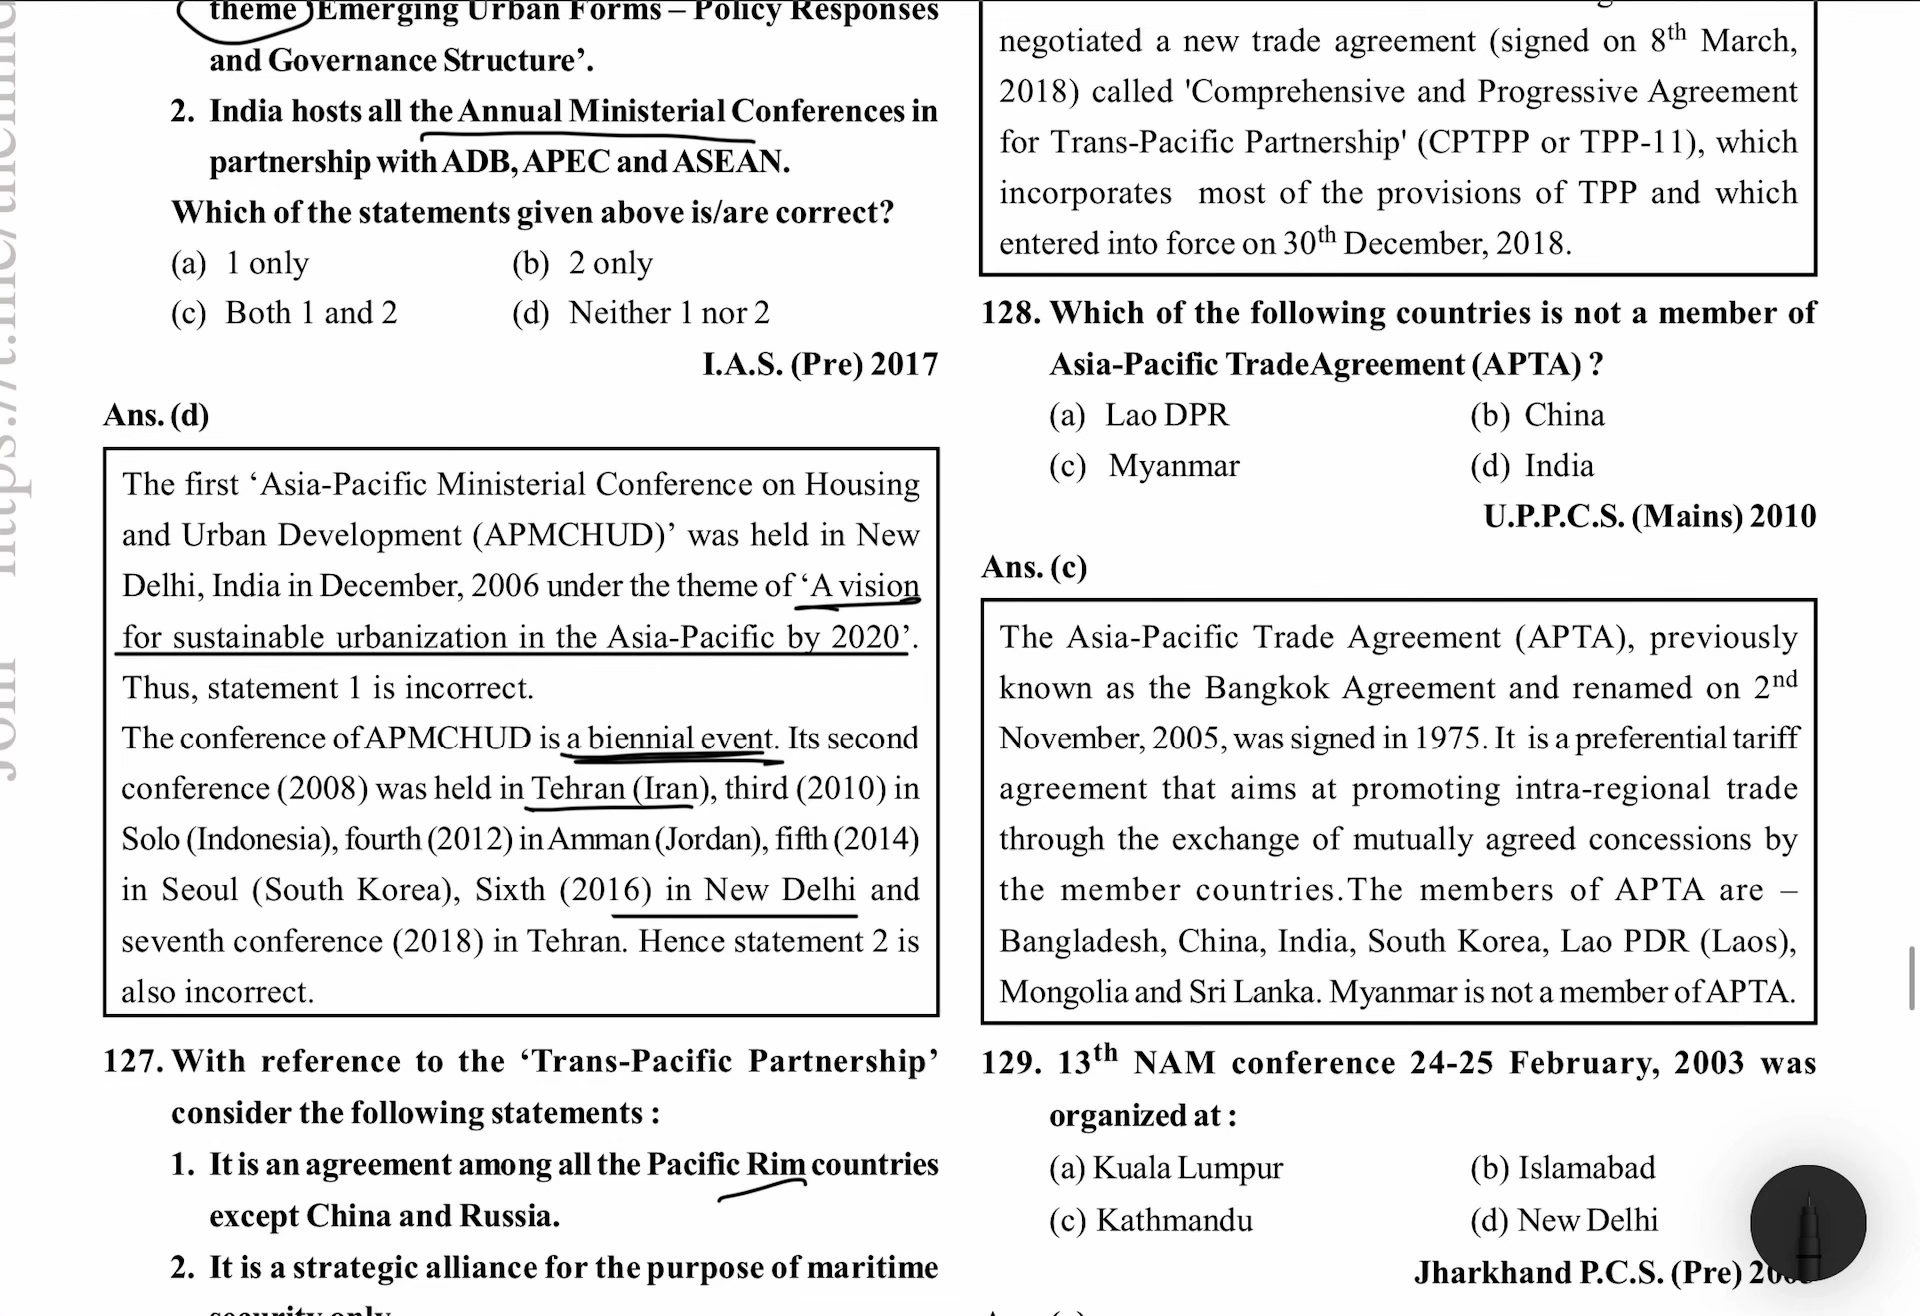 theme Emerging Urban Forms – Policy Responses
and Governance Structure’.
2. India hosts all the Annual Ministerial Conferences in
partnership with ADB, APEC and ASEAN.
Which of the statements given above is/are correct?
(a) 1 only (b) 2 only
(c) Both 1 and 2 (d) Neither 1 nor 2
I.A.S. (Pre) 2017
Ans. (d)
The first ‘Asia-Pacific Ministerial Conference on Housing
and Urban Development (APMCHUD)’ was held in New
Delhi, India in December, 2006 under the theme of ‘A vision
for sustainable urbanization in the Asia-Pacific by 2020’.
Thus, statement 1 is incorrect.
The conference of APMCHUD is a biennial event. Its second
conference (2008) was held in Tehran (Iran), third (2010) in
Solo (Indonesia), fourth (2012) in Amman (Jordan), fifth (2014)
in Seoul (South Korea), Sixth (2016) in New Delhi and
seventh conference (2018) in Tehran. Hence statement 2 is
also incorrect.
127. With reference to the ‘Trans-Pacific Partnership’
consider the following statements :
1. It is an agreement among all the Pacific Rim countries
except China and Russia.
2. It is a strategic alliance for the purpose of maritime
security only.
negotiated a new trade agreement (signed on 8th March,
2018) called 'Comprehensive and Progressive Agreement
for Trans-Pacific Partnership' (CPTPP or TPP-11), which
incorporates most of the provisions of TPP and which
entered into force on 30th December, 2018.
128. Which of the following countries is not a member of
Asia-Pacific Trade Agreement (APTA) ?
(a) Lao DPR (b) China
(c) Myanmar (d) India
U.P.P.C.S. (Mains) 2010
Ans. (c)
The Asia-Pacific Trade Agreement (APTA), previously
known as the Bangkok Agreement and renamed on 2nd
November, 2005, was signed in 1975. It is a preferential tariff
agreement that aims at promoting intra-regional trade
through the exchange of mutually agreed concessions by
the member countries. The members of APTA are –
Bangladesh, China, India, South Korea, Lao PDR (Laos),
Mongolia and Sri Lanka. Myanmar is not a member of APTA.
129. 13th NAM conference 24-25 February, 2003 was
organized at :
(a) Kuala Lumpur (b) Islamabad
(c) Kathmandu (d) New Delhi
Jharkhand P.C.S. (Pre)